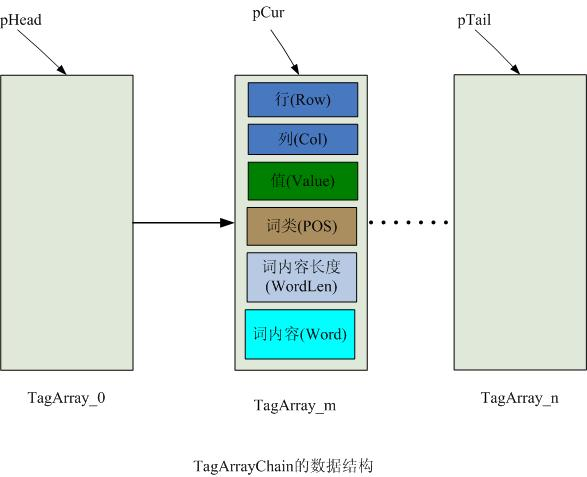 pHead
pCur
pTail
行(Row)
列(Col)
值(Value)
词类(POS)
词内容长度
(WordLen)
词内容(Word)
TagArray_0
TagArray_m
TagArray_n
TagArrayChain的数据结构